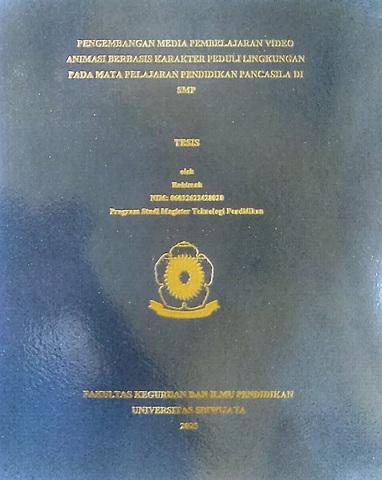 PENGEMBANGAN MEDIA PEMBELAJARAN VIDEO
ANIMASI BERBASIS KARAKTER PEDULI LINGKUNGAN
PADA MATA PELAJARAN PENDIDIKAN PANCASILA DI
SMP
TESIS
oleh
NIM:
Program Studi Magister Teknologi Pendidikan
FAKULTAS KEGURUAN DAN ILMU PENDIDIKAN
UNIVERSITAS SRIWIJAYA
2025